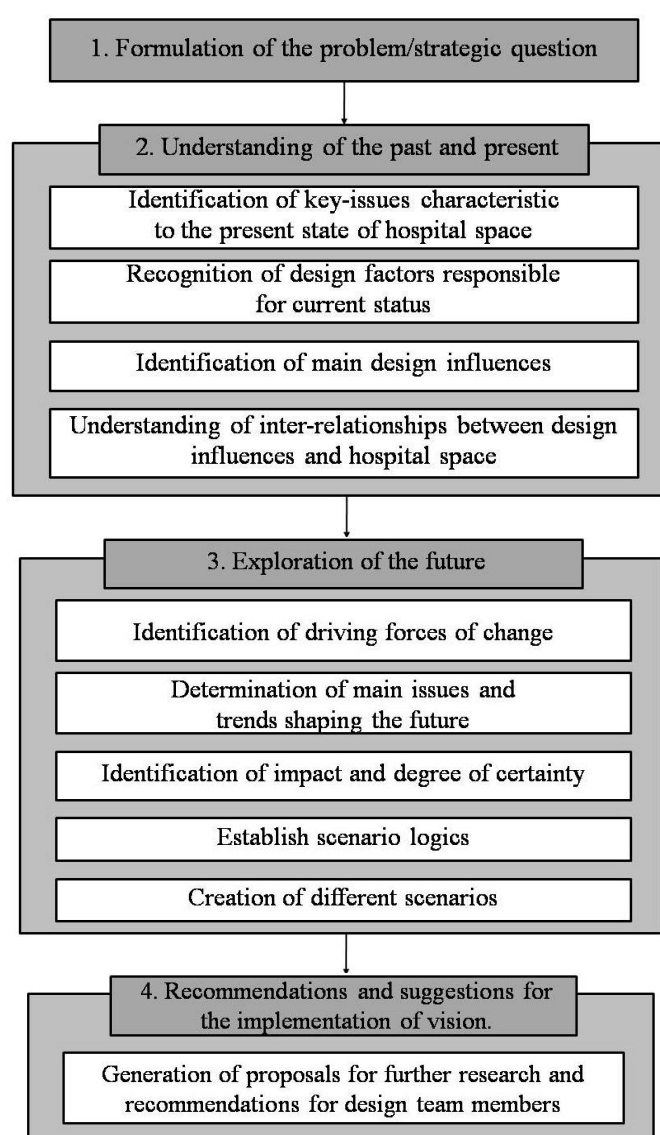 1. Formulation of the problem/strategic question
2. Understanding of the past and present
Identification of key-issues characteristic
to the present state of hospital space
Recognition of design factors responsible
for current status
Identification of main design influences
Understanding of inter-relationships between design
influences and hospital space
3. Exploration of the future
Identification of driving forces of change
Determination of main issues and
trends shaping the future
Identification of impact and degree of certainty
Establish scenario logics
Creation of different scenarios
4. Recommendations and suggestions for
the implementation of vision.
Generation of proposals for further research and
recommendations for design team members